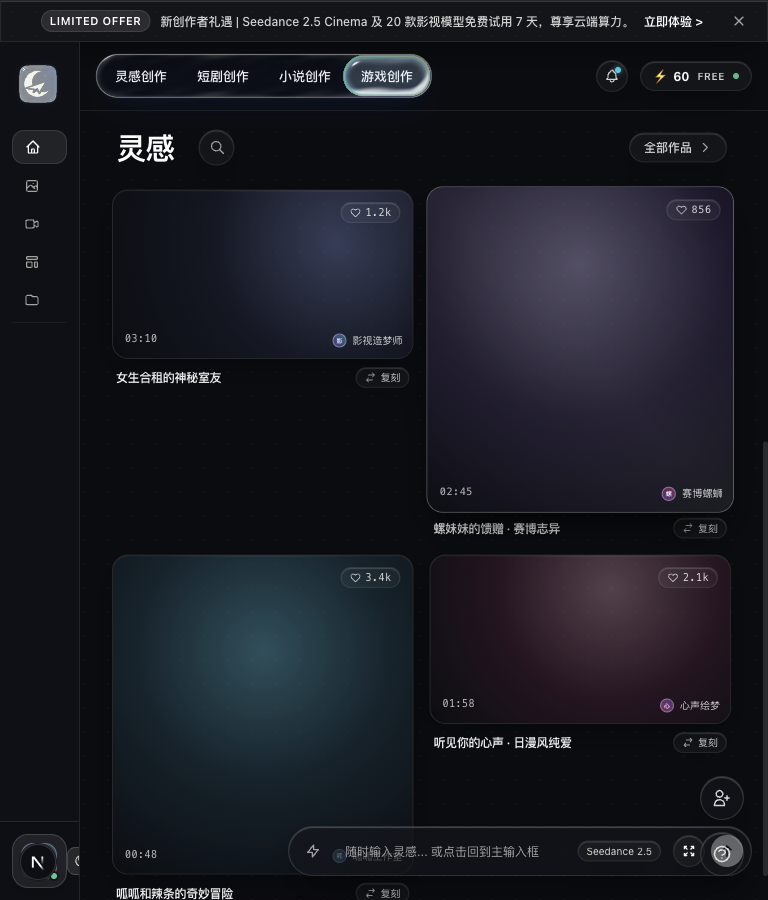 LIMITED OFFER 新创作者礼遇 | Seedance 2.5 Cinema 及 20 款影视模型免费试用 7 天，尊享云端算力。 立即体验 >
灵感创作 短剧创作 小说创作 游戏创作
60 FREE
灵感
全部作品
1.2k
03:10
影 影视造梦师
女生合租的神秘室友
复刻
856
02:45
螺 赛博螺蛳
螺妹妹的馈赠 · 赛博志异
复刻
3.4k
00:48
呱呱和辣条的奇妙冒险
复刻
2.1k
01:58
心 心声绘梦
听见你的心声 · 日漫风纯爱
复刻
随时输入灵感... 或点击回到主输入框
Seedance 2.5
N